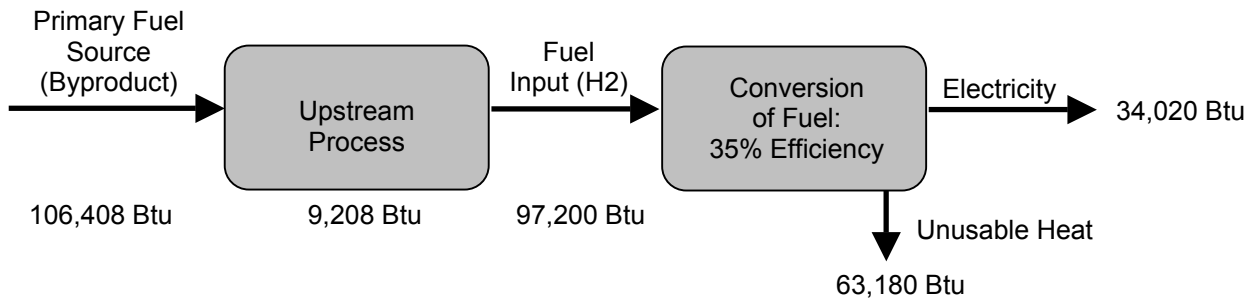 Primary Fuel
Source
(Byproduct)
Upstream
Process
Fuel
Input (H2)
Conversion
of Fuel:
35% Efficiency
Electricity
34,020 Btu
106,408 Btu
9,208 Btu
97,200 Btu
Unusable Heat
63,180 Btu